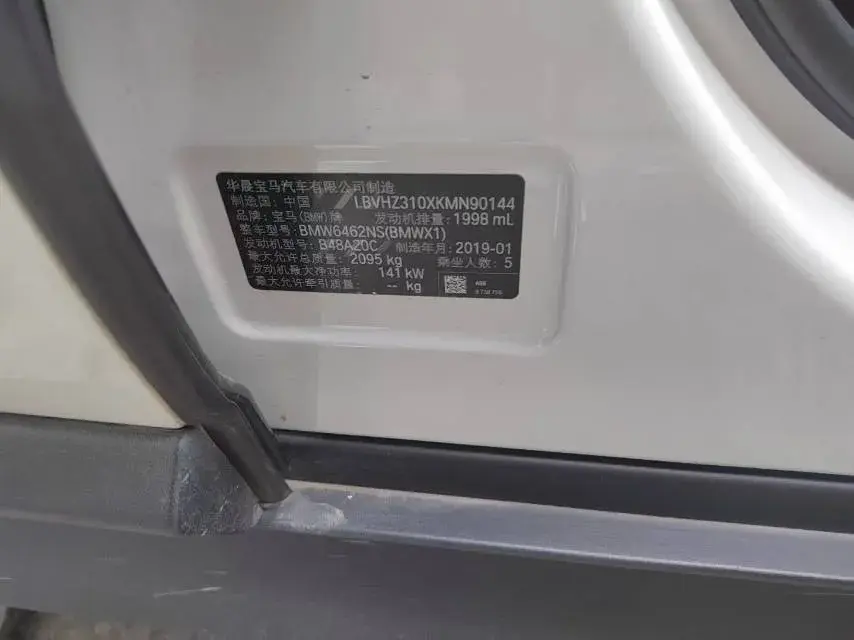 华晨宝马汽车有限公司制造
制造国: 中国 LBVHZ310XKMN90144
品牌: 宝马(BMW)牌 发动机排量: 1998 mL
整车型号: BMW6462NS(BMWX1)
发动机型号: B48A20C 制造年月: 2019-01
最大允许总质量: 2095 kg 乘坐人数: 5
发动机最大净功率: 141 kW
最大允许牵引质量: -- kg